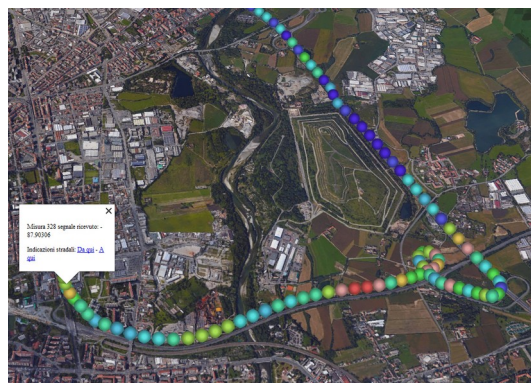 Misura 328 segnale ricevuto: -
87.90306
Indicazioni stradali: Da qui - A
qui